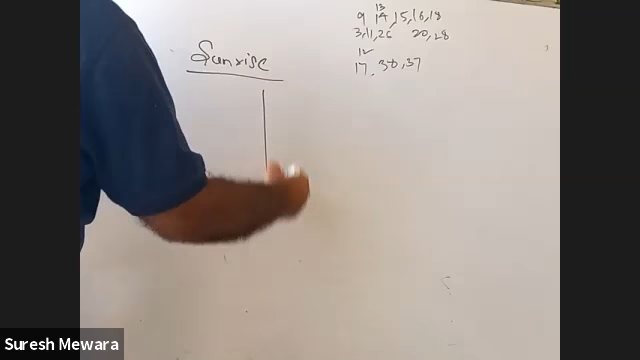 13
9 14, 15, 16, 18
3, 11, 26 20, 28
12
17, 30, 37
Sunrise
Suresh Mewara